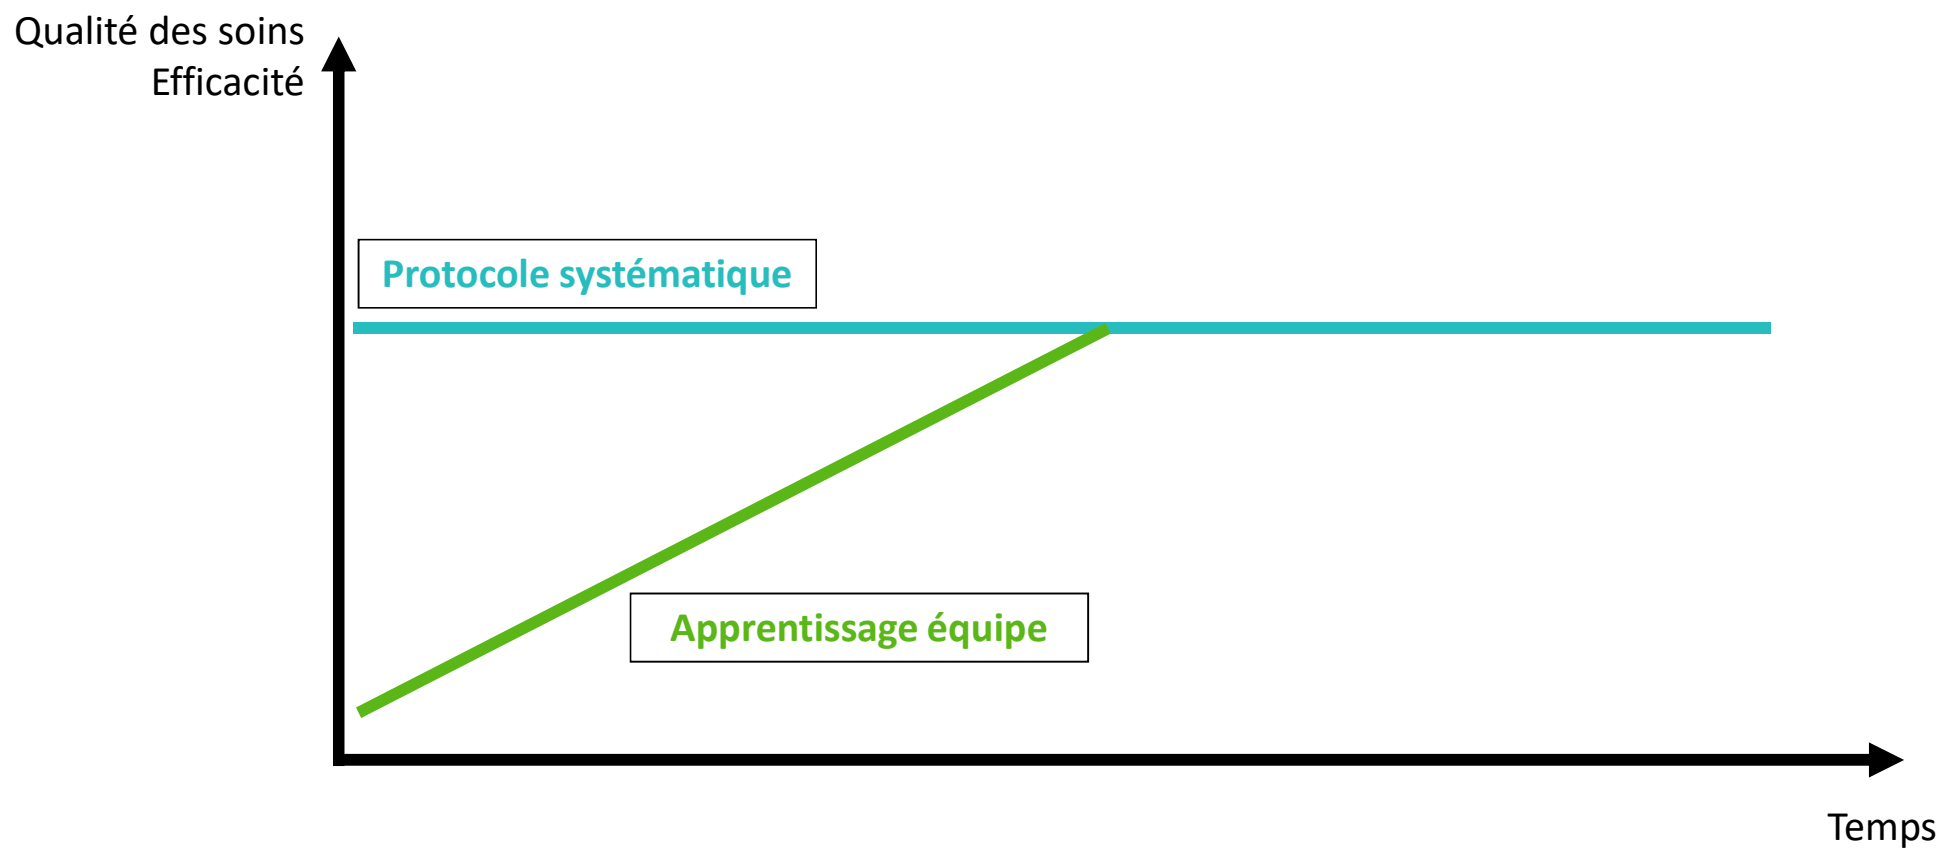 Qualité des soins
Efficacité
Protocole systématique
Apprentissage équipe
Temps